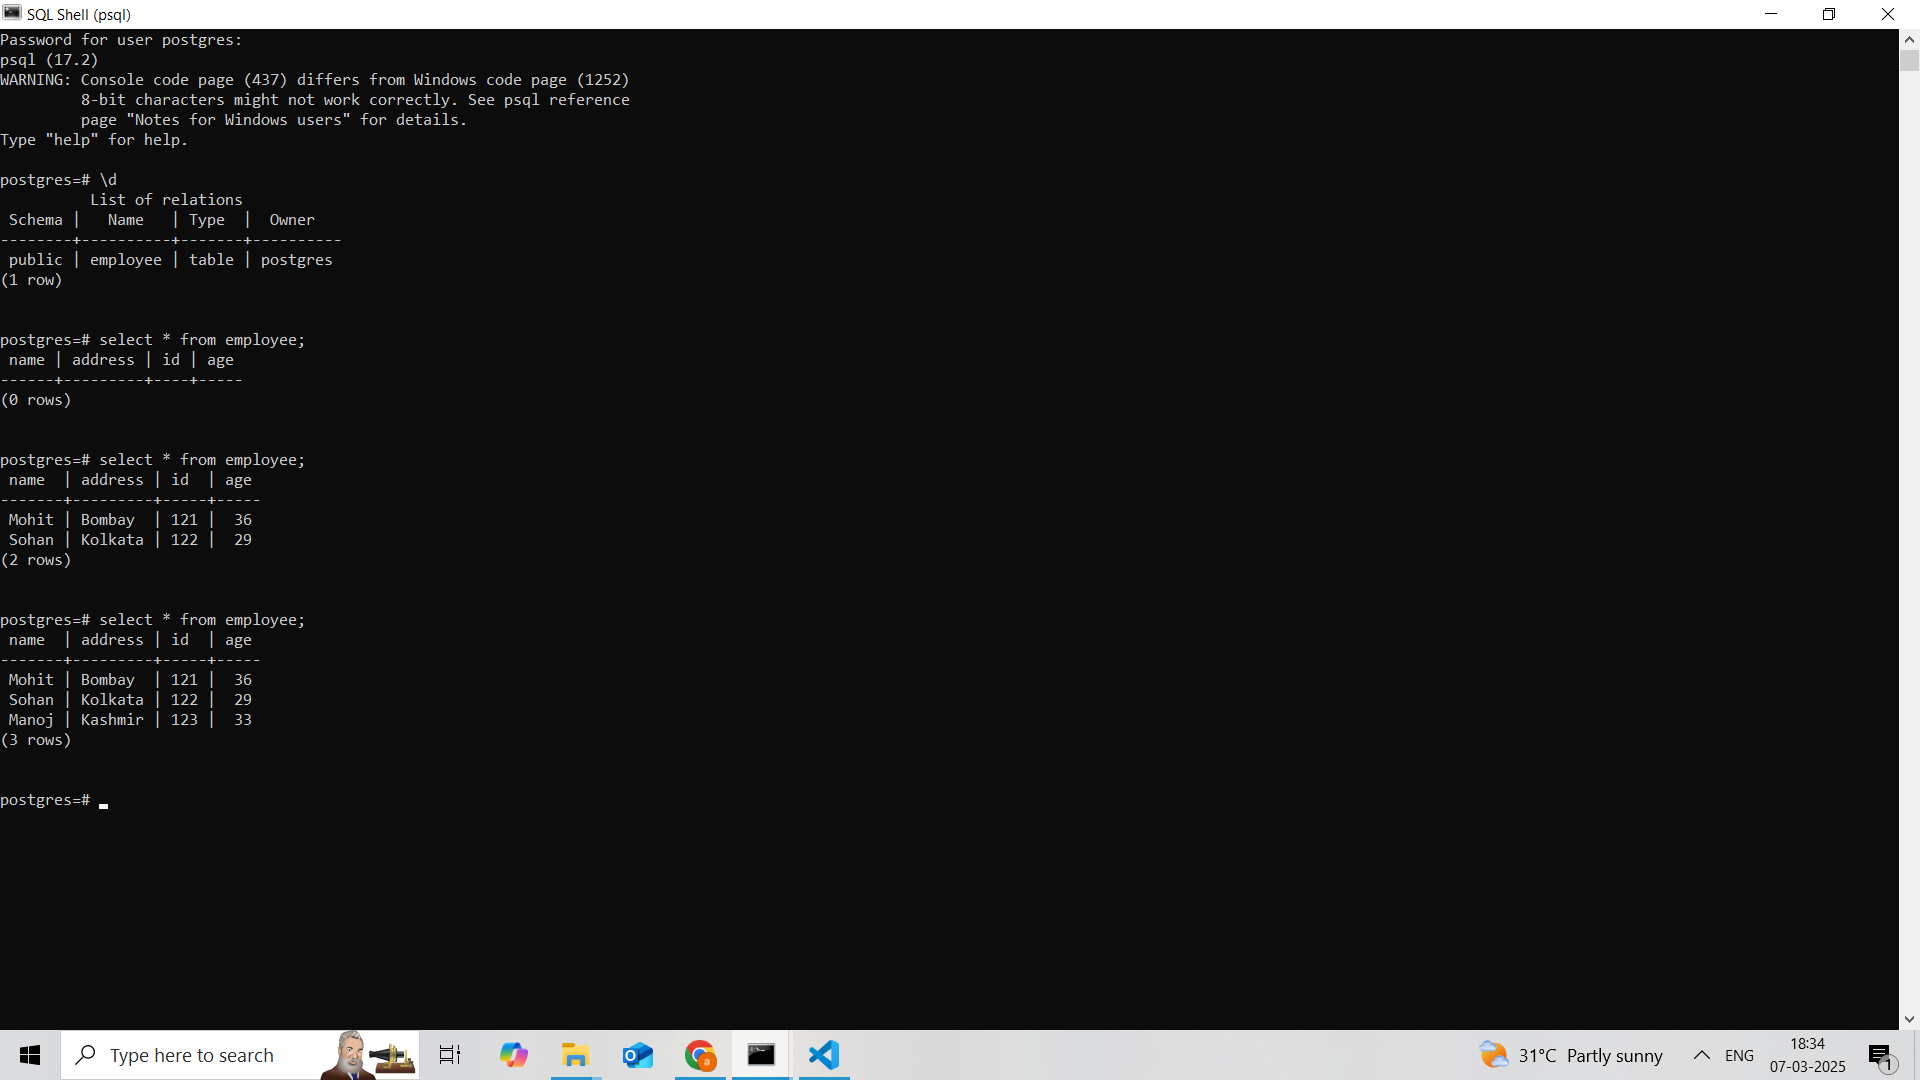 SQL Shell (psql)
Password for user postgres:
psql (17.2)
WARNING: Console code page (437) differs from Windows code page (1252)
         8-bit characters might not work correctly. See psql reference
         page "Notes for Windows users" for details.
Type "help" for help.

postgres=# \d
          List of relations
 Schema |   Name   | Type  |  Owner
--------+----------+-------+----------
 public | employee | table | postgres
(1 row)

postgres=# select * from employee;
 name | address | id | age
------+---------+----+-----
(0 rows)

postgres=# select * from employee;
 name  | address | id  | age
-------+---------+-----+-----
 Mohit | Bombay  | 121 |  36
 Sohan | Kolkata | 122 |  29
(2 rows)

postgres=# select * from employee;
 name  | address | id  | age
-------+---------+-----+-----
 Mohit | Bombay  | 121 |  36
 Sohan | Kolkata | 122 |  29
 Manoj | Kashmir | 123 |  33
(3 rows)

postgres=#
Type here to search
a
31°C Partly sunny
ENG
18:34
07-03-2025
1